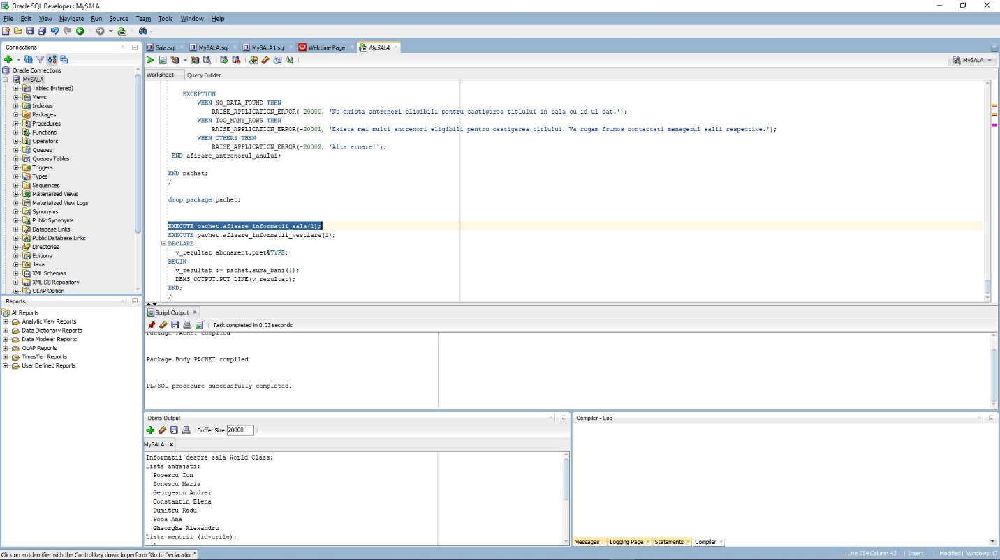 Oracle SQL Developer : MySALA
File Edit View Navigate Run Source Team Tools Window Help
Connections
Sala.sql MySALA.sql MySALA1.sql Welcome Page MySALA
MySALA
Worksheet Query Builder
Oracle Connections
MySALA
Tables (Filtered)
Views
Indexes
Packages
Procedures
Functions
Operators
Queues
Queues Tables
Triggers
Types
Sequences
Materialized Views
Materialized View Logs
Synonyms
Public Synonyms
Database Links
Public Database Links
Directories
Editions
Java
XML Schemas
XML DB Repository
OLAP Option
EXCEPTION
WHEN NO_DATA_FOUND THEN
RAISE_APPLICATION_ERROR(-20000, 'Nu exista antrenori eligibili pentru castigarea titlului in sala cu id-ul dat.');
WHEN TOO_MANY_ROWS THEN
RAISE_APPLICATION_ERROR(-20001, 'Exista mai multi antrenori eligibili pentru castigarea titlului. Va rugam frumos contactati managerul salii respective.');
WHEN OTHERS THEN
RAISE_APPLICATION_ERROR(-20002, 'Alta eroare!');
END afisare_antrenorul_anului;
END pachet;
/
drop package pachet;
EXECUTE pachet.afisare_informatii_sala(1);
EXECUTE pachet.afisare_informatii_vestiare(1);
DECLARE
v_rezultat abonament.pret%TYPE;
BEGIN
v_rezultat := pachet.suma_bani(1);
DBMS_OUTPUT.PUT_LINE(v_rezultat);
END;
/
Reports
All Reports
Analytic View Reports
Data Dictionary Reports
Data Modeler Reports
OLAP Reports
TimesTen Reports
User Defined Reports
Script Output
Task completed in 0.03 seconds
Package PACHET compiled
Package Body PACHET compiled
PL/SQL procedure successfully completed.
Dbms Output
Buffer Size: 20000
MySALA
Informatii despre sala World Class:
Lista angajati:
Popescu Ion
Ionescu Maria
Georgescu Andrei
Constantin Elena
Dumitru Radu
Popa Ana
Gheorghe Alexandru
Lista membrii (id-urile):
Compiler - Log
Messages Logging Page Statements Compiler
Click on an identifier with the Control key down to perform "Go to Declaration"
Line 354 Column 43 Insert Modified Windows: Cl